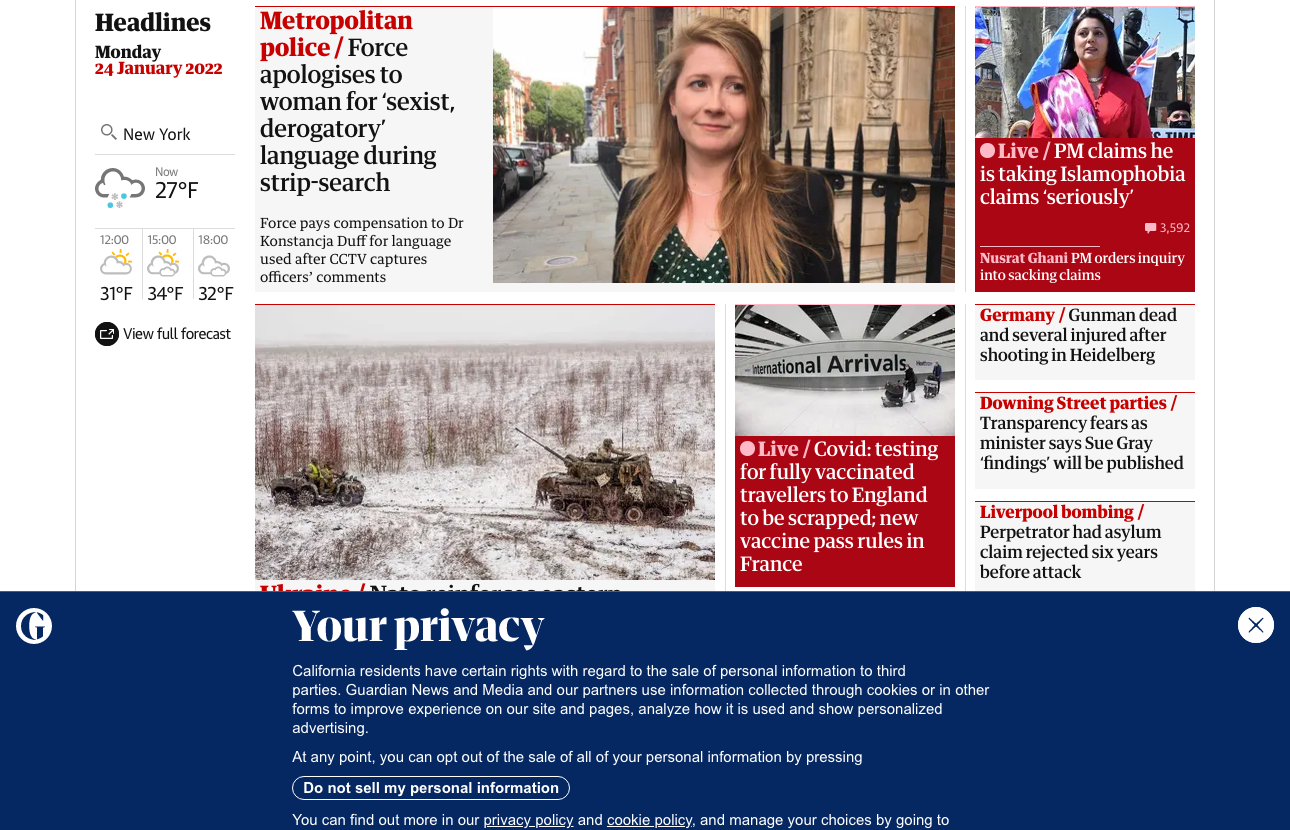 Headlines
Monday
24 January 2022
New York
Now
27°F
12:00
31°F
15:00
34°F
18:00
32°F
View full forecast
Metropolitan
police / Force
apologises to
woman for ‘sexist,
derogatory’
language during
strip-search
Force pays compensation to Dr
Konstancja Duff for language
used after CCTV captures
officers’ comments
Live / PM claims he
is taking Islamophobia
claims ‘seriously’
3,592
Nusrat Ghani PM orders inquiry
into sacking claims
International Arrivals
Live / Covid: testing
for fully vaccinated
travellers to England
to be scrapped; new
vaccine pass rules in
France
Germany / Gunman dead
and several injured after
shooting in Heidelberg
Downing Street parties /
Transparency fears as
minister says Sue Gray
‘findings’ will be published
Liverpool bombing /
Perpetrator had asylum
claim rejected six years
before attack
Ukraine / Nato reinforces eastern
Your privacy
California residents have certain rights with regard to the sale of personal information to third
parties. Guardian News and Media and our partners use information collected through cookies or in other
forms to improve experience on our site and pages, analyze how it is used and show personalized
advertising.
At any point, you can opt out of the sale of all of your personal information by pressing
Do not sell my personal information
You can find out more in our privacy policy and cookie policy, and manage your choices by going to